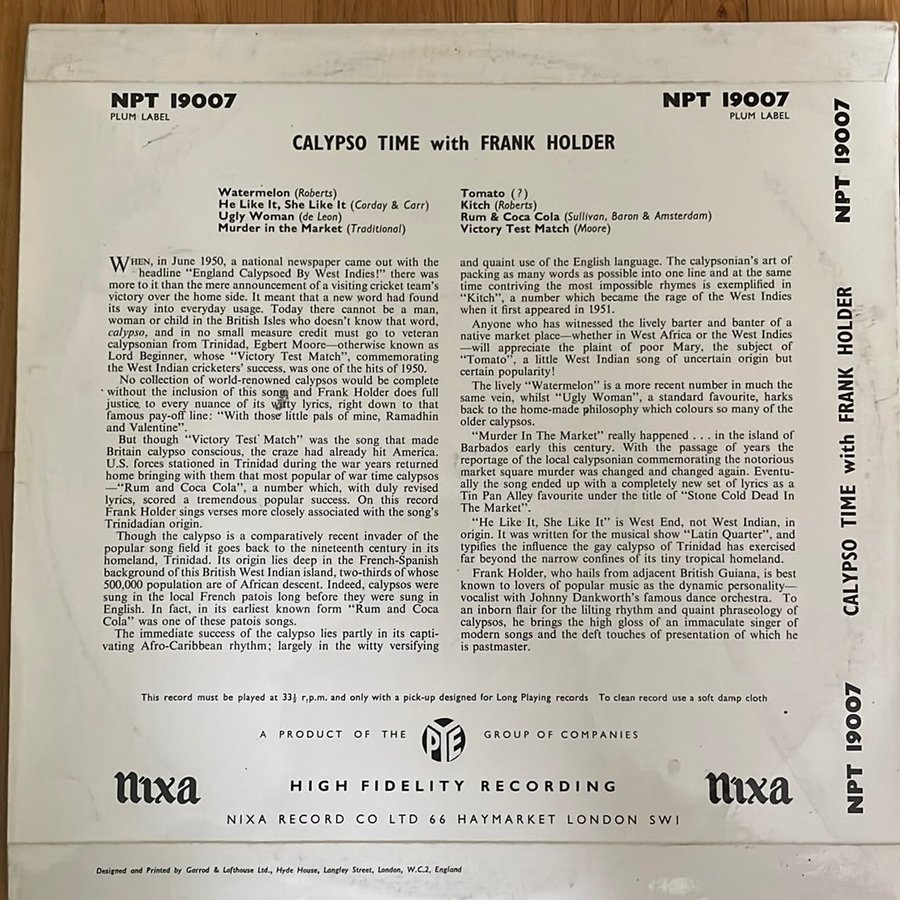 NPT 19007
PLUM LABEL
NPT 19007
PLUM LABEL
CALYPSO TIME with FRANK HOLDER
Watermelon (Roberts)
He Like It, She Like It (Corday & Carr)
Ugly Woman (de Leon)
Murder in the Market (Traditional)
Tomato (?)
Kitch (Roberts)
Rum & Coca Cola (Sullivan, Baron & Amsterdam)
Victory Test Match (Moore)
WHEN, in June 1950, a national newspaper came out with the
headline "England Calypsoed By West Indies!" there was
more to it than the mere announcement of a visiting cricket team's
victory over the home side. It meant that a new word had found
its way into everyday usage. Today there cannot be a man,
woman or child in the British Isles who doesn't know that word,
calypso, and in no small measure credit must go to veteran
calypsonian from Trinidad, Egbert Moore—otherwise known as
Lord Beginner, whose "Victory Test Match", commemorating
the West Indian cricketers' success, was one of the hits of 1950.
No collection of world-renowned calypsos would be complete
without the inclusion of this song and Frank Holder does full
justice, to every nuance of its witty lyrics, right down to that
famous pay-off line: "With those little pals of mine, Ramadhin
and Valentine".
But though "Victory Test Match" was the song that made
Britain calypso conscious, the craze had already hit America.
U.S. forces stationed in Trinidad during the war years returned
home bringing with them that most popular of war time calypsos
—"Rum and Coca Cola", a number which, with duly revised
lyrics, scored a tremendous popular success. On this record
Frank Holder sings verses more closely associated with the song's
Trinidadian origin.
Though the calypso is a comparatively recent invader of the
popular song field it goes back to the nineteenth century in its
homeland, Trinidad. Its origin lies deep in the French-Spanish
background of this British West Indian island, two-thirds of whose
500,000 population are of African descent. Indeed, calypsos were
sung in the local French patois long before they were sung in
English. In fact, in its earliest known form "Rum and Coca
Cola" was one of these patois songs.
The immediate success of the calypso lies partly in its capti-
vating Afro-Caribbean rhythm; largely in the witty versifying
and quaint use of the English language. The calypsonian's art of
packing as many words as possible into one line and at the same
time contriving the most impossible rhymes is exemplified in
"Kitch", a number which became the rage of the West Indies
when it first appeared in 1951.
Anyone who has witnessed the lively barter and banter of a
native market place—whether in West Africa or the West Indies
—will appreciate the plaint of poor Mary, the subject of
"Tomato", a little West Indian song of uncertain origin but
certain popularity!
The lively "Watermelon" is a more recent number in much the
same vein, whilst "Ugly Woman", a standard favourite, harks
back to the home-made philosophy which colours so many of the
older calypsos.
"Murder In The Market" really happened . . . in the island of
Barbados early this century. With the passage of years the
reportage of the local calypsonian commemorating the notorious
market square murder was changed and changed again. Eventu-
ally the song ended up with a completely new set of lyrics as a
Tin Pan Alley favourite under the title of "Stone Cold Dead In
The Market".
"He Like It, She Like It" is West End, not West Indian, in
origin. It was written for the musical show "Latin Quarter", and
typifies the influence the gay calypso of Trinidad has exercised
far beyond the narrow confines of its tiny tropical homeland.
Frank Holder, who hails from adjacent British Guiana, is best
known to lovers of popular music as the dynamic personality—
vocalist with Johnny Dankworth's famous dance orchestra. To
an inborn flair for the lilting rhythm and quaint phraseology of
calypsos, he brings the high gloss of an immaculate singer of
modern songs and the deft touches of presentation of which he
is pastmaster.
This record must be played at 33⅓ r.p.m. and only with a pick-up designed for Long Playing records To clean record use a soft damp cloth
A PRODUCT OF THE PYE GROUP OF COMPANIES
nixa
HIGH FIDELITY RECORDING
nixa
NIXA RECORD CO LTD 66 HAYMARKET LONDON SW1
Designed and Printed by Garrod & Lofthouse Ltd., Hyde House, Langley Street, London, W.C.2, England
NPT 19007
CALYPSO TIME with FRANK HOLDER
NPT 19007